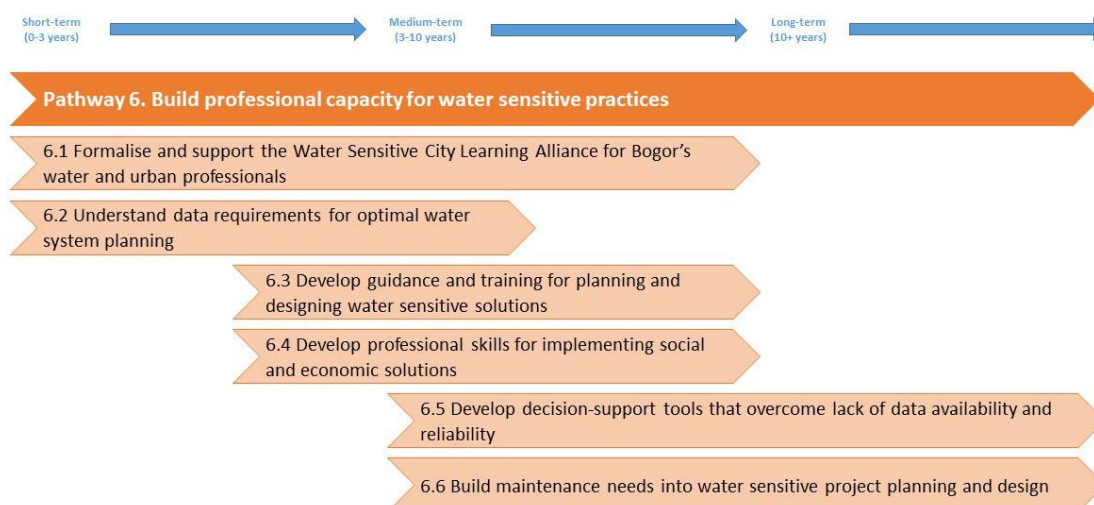 Short-term
(0-3 years)
Medium-term
(3-10 years)
Long-term
(10+ years)
Pathway 6. Build professional capacity for water sensitive practices
6.1 Formalise and support the Water Sensitive City Learning Alliance for Bogor’s
water and urban professionals
6.2 Understand data requirements for optimal water
system planning
6.3 Develop guidance and training for planning and
designing water sensitive solutions
6.4 Develop professional skills for implementing social
and economic solutions
6.5 Develop decision-support tools that overcome lack of data availability and
reliability
6.6 Build maintenance needs into water sensitive project planning and design